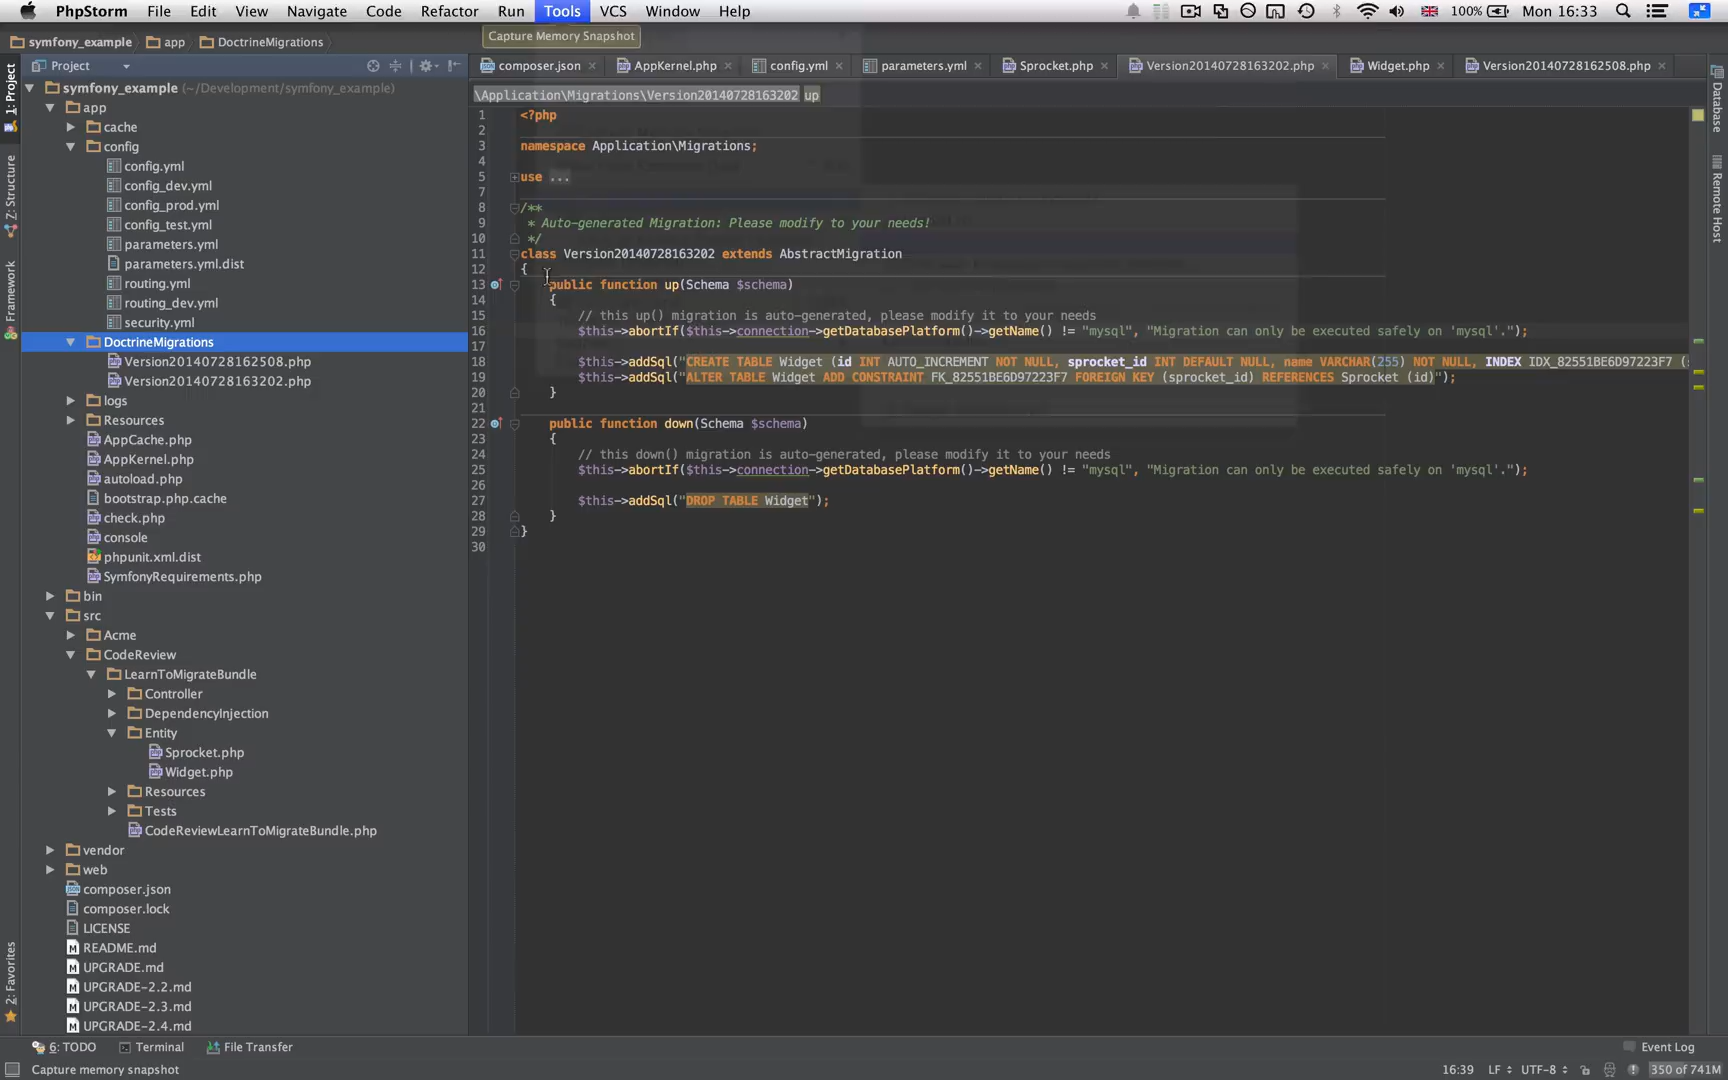 PhpStorm File Edit View Navigate Code Refactor Run Tools VCS Window Help 100% Mon 16:33
symfony_example app DoctrineMigrations Capture Memory Snapshot
Project
composer.json AppKernel.php config.yml parameters.yml Sprocket.php Version20140728163202.php Widget.php Version20140728162508.php
1: Project
Z: Structure
Framework
2: Favorites
symfony_example (~/Development/symfony_example)
app
cache
config
config.yml
config_dev.yml
config_prod.yml
config_test.yml
parameters.yml
parameters.yml.dist
routing.yml
routing_dev.yml
security.yml
DoctrineMigrations
Version20140728162508.php
Version20140728163202.php
logs
Resources
AppCache.php
AppKernel.php
autoload.php
bootstrap.php.cache
check.php
console
phpunit.xml.dist
SymfonyRequirements.php
bin
src
Acme
CodeReview
LearnToMigrateBundle
Controller
DependencyInjection
Entity
Sprocket.php
Widget.php
Resources
Tests
CodeReviewLearnToMigrateBundle.php
vendor
web
composer.json
composer.lock
LICENSE
README.md
UPGRADE.md
UPGRADE-2.2.md
UPGRADE-2.3.md
UPGRADE-2.4.md
\Application\Migrations\Version20140728163202 up
1 <?php
2
3 namespace Application\Migrations;
4
5 use ...
7
8 /**
9 * Auto-generated Migration: Please modify to your needs!
10 */
11 class Version20140728163202 extends AbstractMigration
12 {
13 public function up(Schema $schema)
14 {
15 // this up() migration is auto-generated, please modify it to your needs
16 $this->abortIf($this->connection->getDatabasePlatform()->getName() != "mysql", "Migration can only be executed safely on 'mysql'.");
17
18 $this->addSql("CREATE TABLE Widget (id INT AUTO_INCREMENT NOT NULL, sprocket_id INT DEFAULT NULL, name VARCHAR(255) NOT NULL, INDEX IDX_82551BE6D97223F7 (s
19 $this->addSql("ALTER TABLE Widget ADD CONSTRAINT FK_82551BE6D97223F7 FOREIGN KEY (sprocket_id) REFERENCES Sprocket (id)");
20 }
21
22 public function down(Schema $schema)
23 {
24 // this down() migration is auto-generated, please modify it to your needs
25 $this->abortIf($this->connection->getDatabasePlatform()->getName() != "mysql", "Migration can only be executed safely on 'mysql'.");
26
27 $this->addSql("DROP TABLE Widget");
28 }
29 }
30
Database
Remote Host
6: TODO Terminal File Transfer Event Log
Capture memory snapshot 16:39 LF UTF-8 350 of 741M